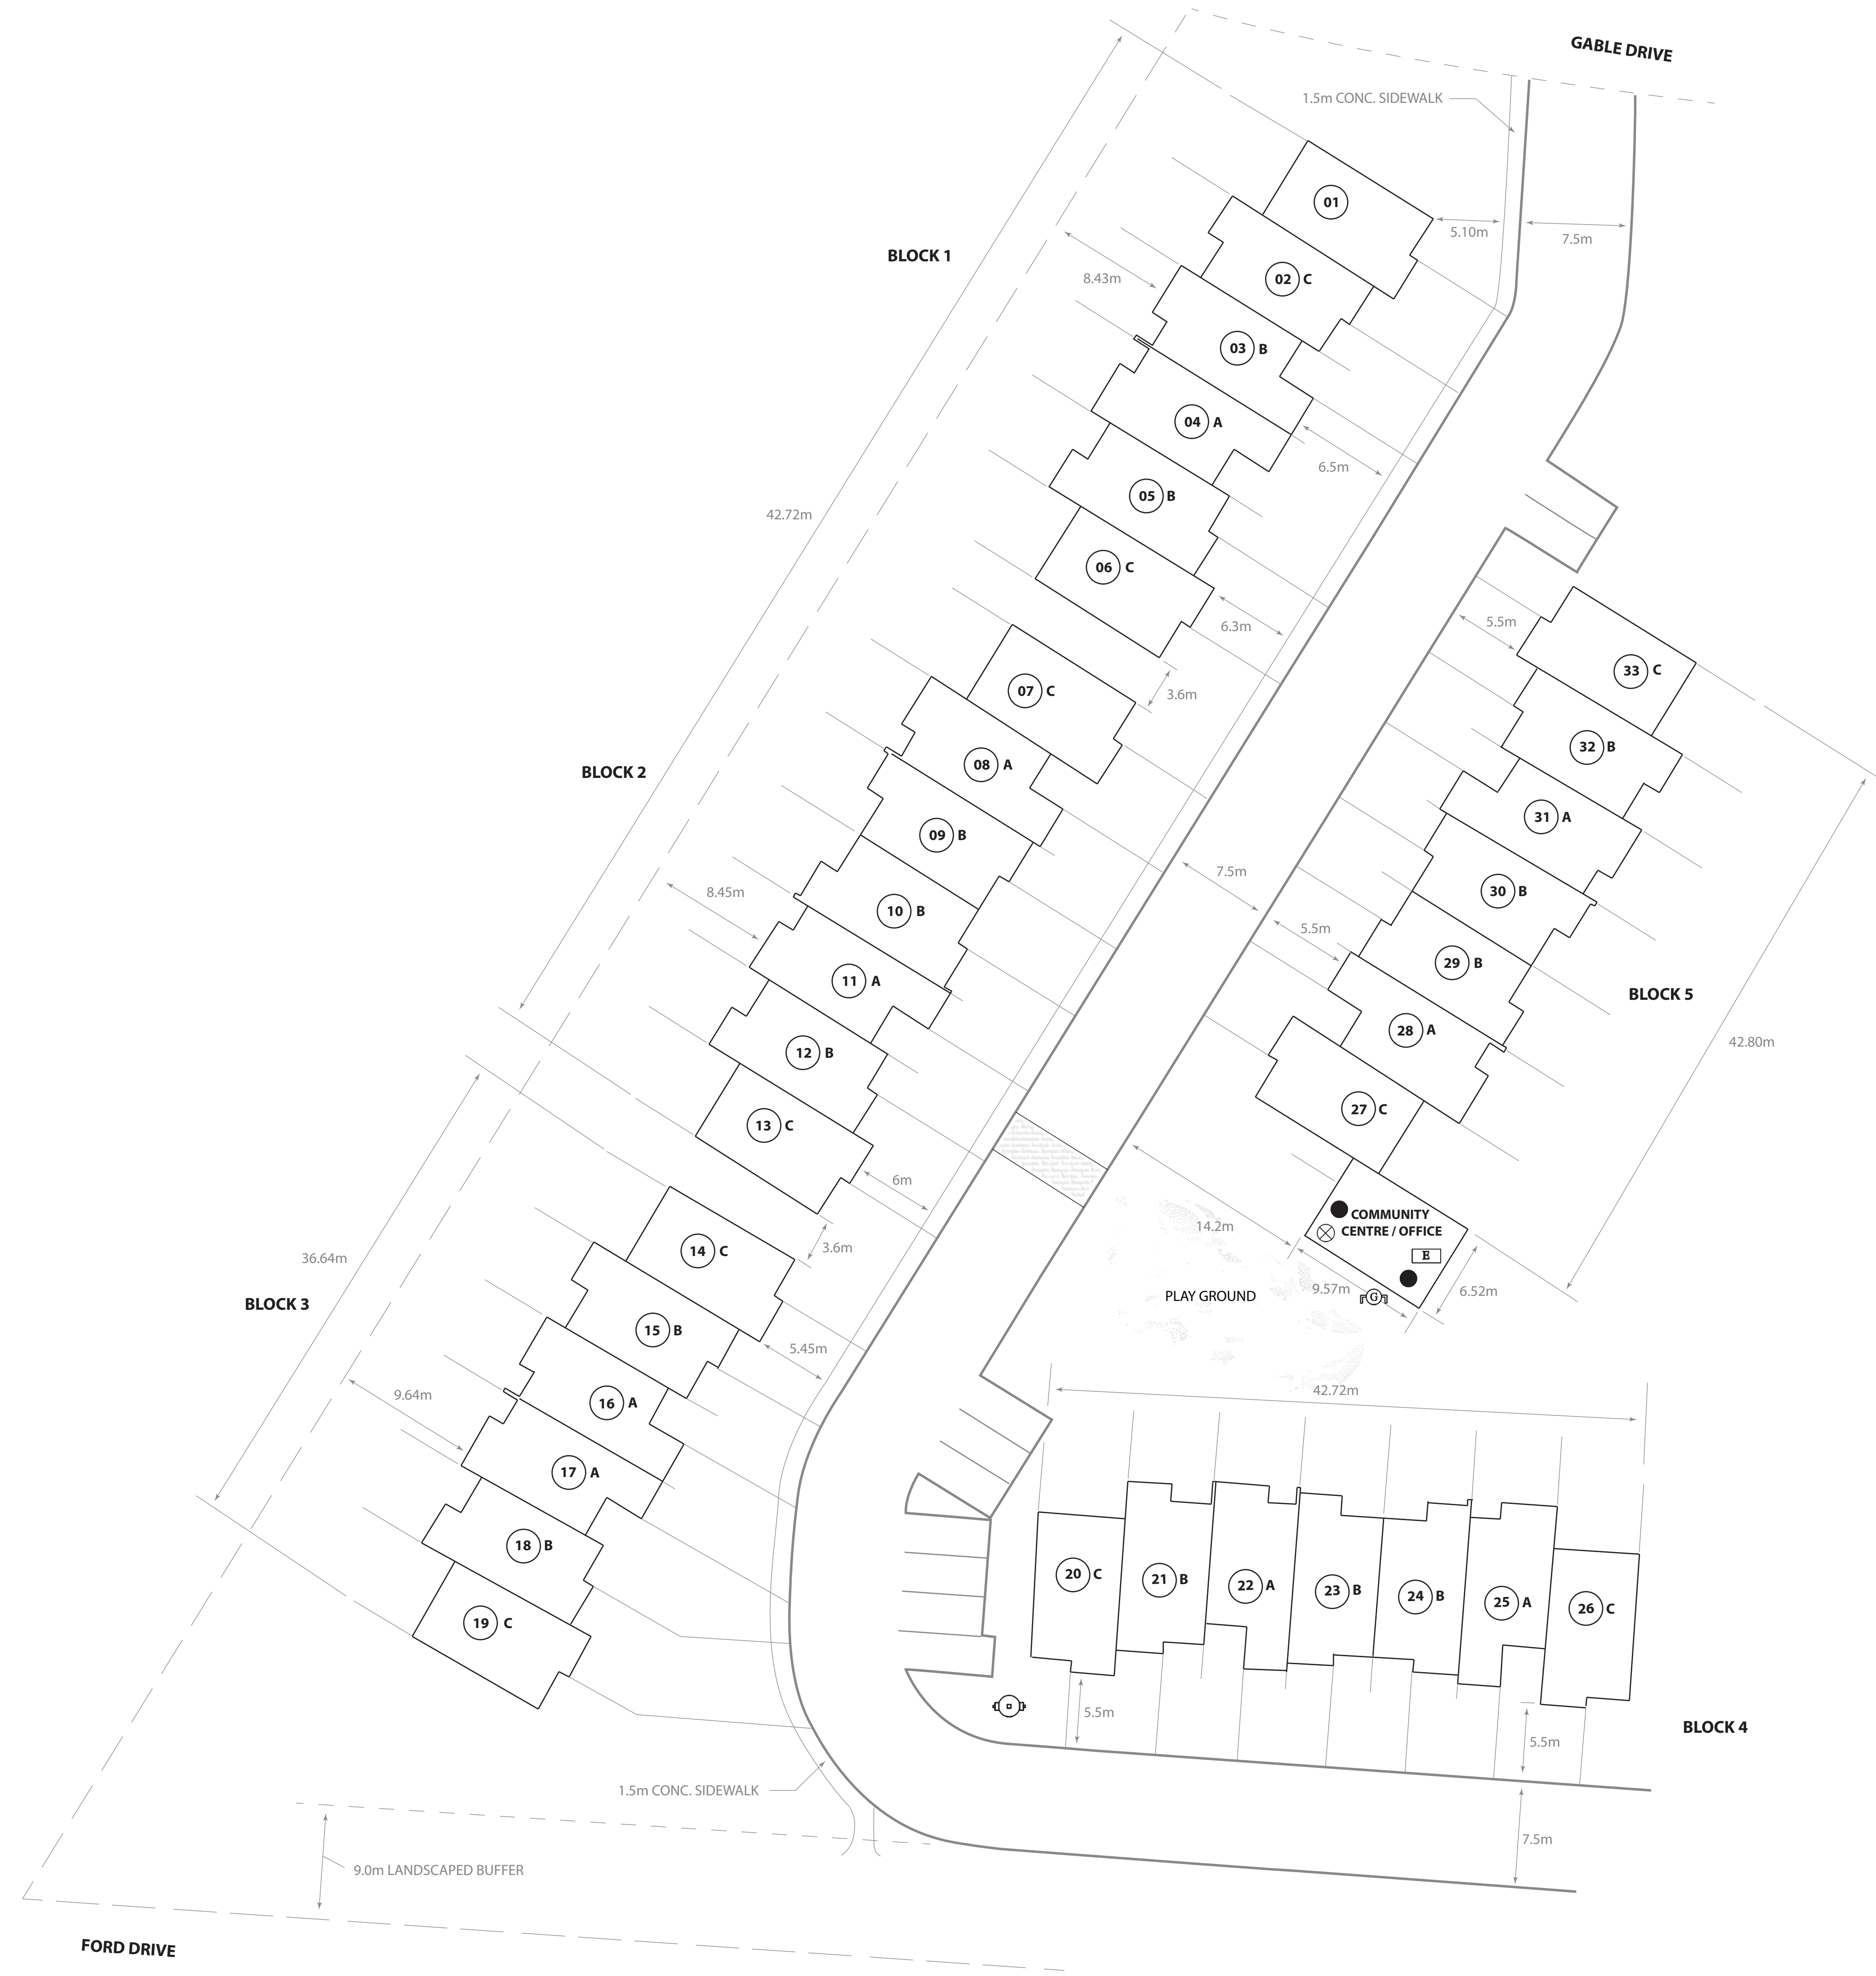 GABLE DRIVE
1.5m CONC. SIDEWALK
01
5.10m
7.5m
BLOCK 1
02 C
8.43m
03 B
04 A
6.5m
05 B
42.72m
06 C
6.3m
5.5m
33 C
07 C
3.6m
32 B
BLOCK 2
08 A
31 A
09 B
7.5m
8.45m
30 B
10 B
5.5m
29 B
11 A
BLOCK 5
28 A
42.80m
12 B
27 C
13 C
6m
COMMUNITY
CENTRE / OFFICE
14.2m
E
3.6m
14 C
36.64m
9.57m
6.52m
G
PLAY GROUND
BLOCK 3
15 B
5.45m
42.72m
9.64m
16 A
17 A
18 B
19 C
20 C
21 B
22 A
23 B
24 B
25 A
26 C
5.5m
5.5m
BLOCK 4
1.5m CONC. SIDEWALK
7.5m
9.0m LANDSCAPED BUFFER
FORD DRIVE